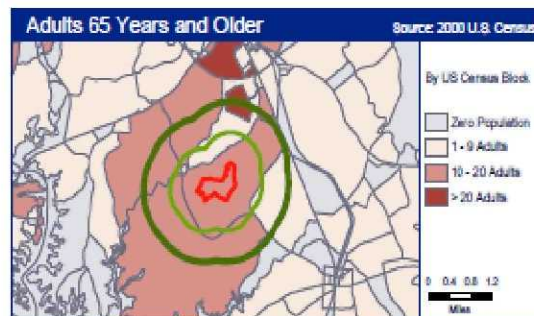 Adults 65 Years and Older
Source: 2000 U.S. Census
By US Census Block
Zero Population
1 - 9 Adults
10 - 20 Adults
> 20 Adults
0 0.4 0.8 1.2
Miles